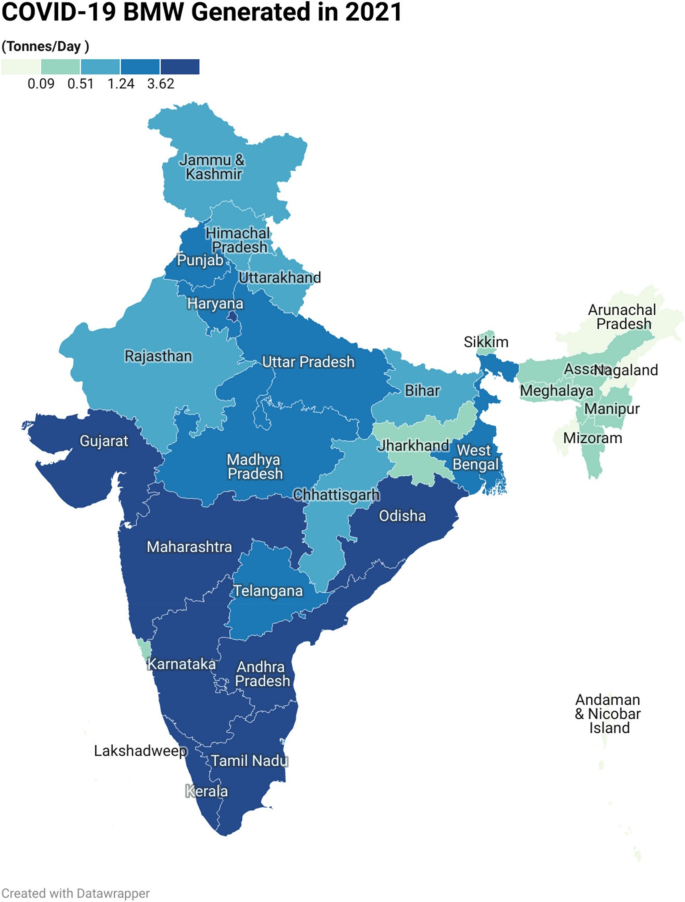 COVID-19 BMW Generated in 2021
(Tonnes/Day )
0.09 0.51 1.24 3.62
Jammu &
Kashmir
Himachal
Pradesh
Punjab
Uttarakhand
Haryana
Arunachal
Pradesh
Sikkim
Rajasthan
Uttar Pradesh
Assam
Nagaland
Bihar
Meghalaya
Manipur
Gujarat
Jharkhand
Mizoram
West
Bengal
Madhya
Pradesh
Chhattisgarh
Odisha
Maharashtra
Telangana
Karnataka
Andhra
Pradesh
Andaman
& Nicobar
Island
Lakshadweep
Tamil Nadu
Kerala
Created with Datawrapper